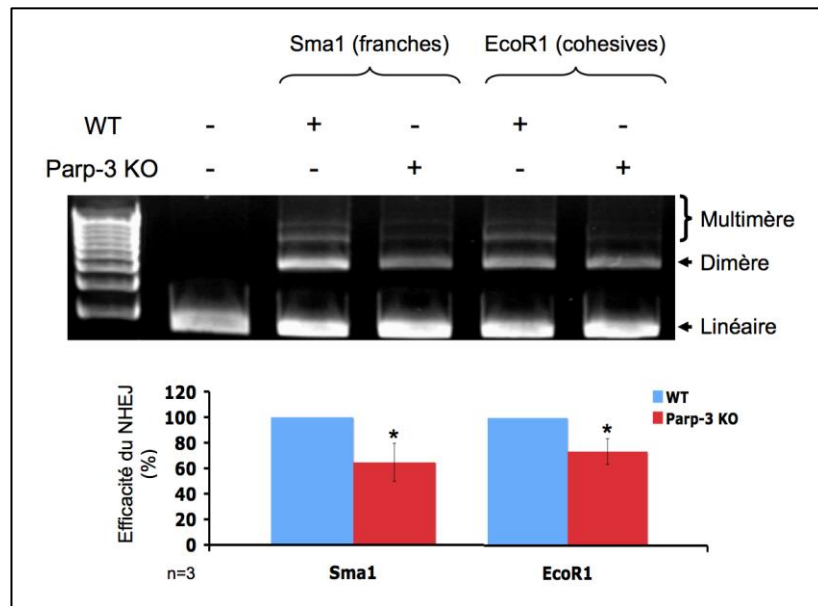 Sma1 (franches) EcoR1 (cohesives)
WT - + - + -
Parp-3 KO - - + - +
Multimère
Dimère
Linéaire
Efficacité du NHEJ
(%)
120
100
80
60
40
20
0
WT
Parp-3 KO
* *
n=3 Sma1 EcoR1